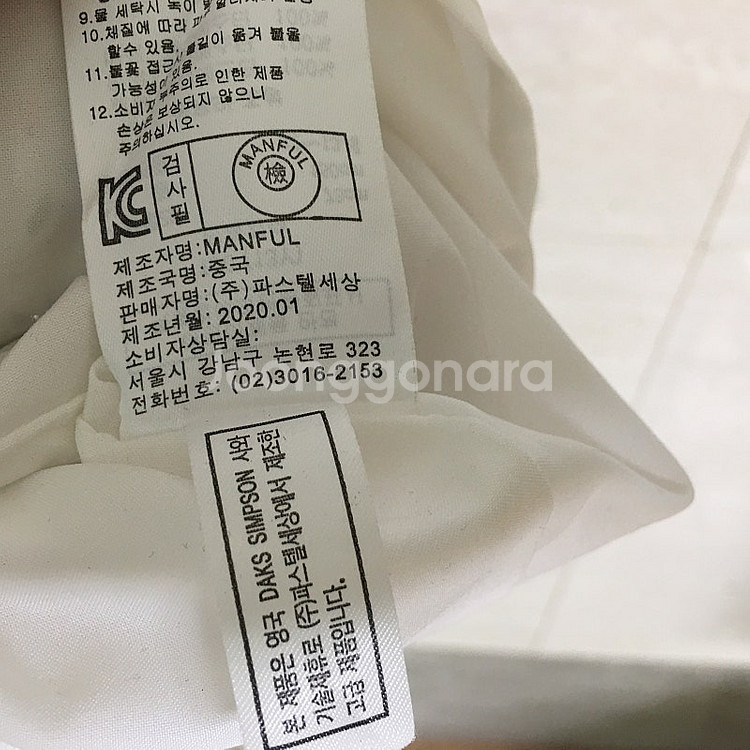 9.물 세탁시
10.체질에 따라
할수 있음. 옮겨 붙을
11.불꽃 접근시
가능성이 있음.
12.소비자 부주의로 인한 제품
손상은 보상되지 않으니
주의하십시오.
검사필
MANFUL
檢
제조자명:MANFUL
제조국명:중국
판매자명:(주)파스텔세상
제조년월: 2020.01
소비자상담실:
서울시 강남구 논현로 323
전화번호: (02)3016-2153
joonggonara
본 제품은 영국 DAKS SIMPSON 사와
기술제휴로 (주)파스텔세상에서 제조한
고급 제품입니다.